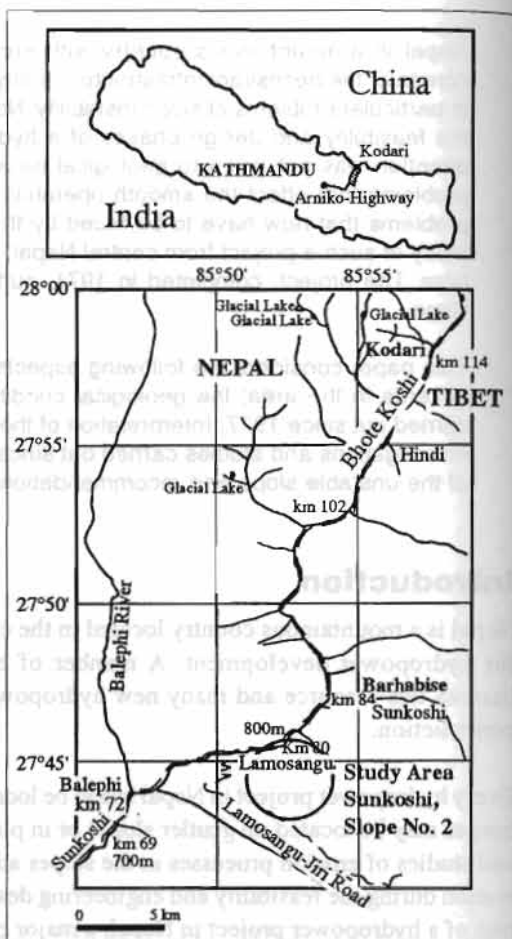 China
Kodari
KATHMANDU
Arniko-Highway
India
85°50' 85°55'
28°00'
Glacial Lake
Glacial Lake
Glacial Lake
Kodari
km 114
NEPAL
TIBET
Bhote Koshi
27°55'
Hindi
Glacial Lake
km 102
27°50'
Balephi River
Barhabise
km 84
Sunkoshi
800m
Km 80
27°45'
Lamosangu
Study Area
Sunkoshi,
Slope No. 2
Balephi
km 72
Lamosangu-Jiri Road
Sunkoshi
km 69
700m
0 5 km